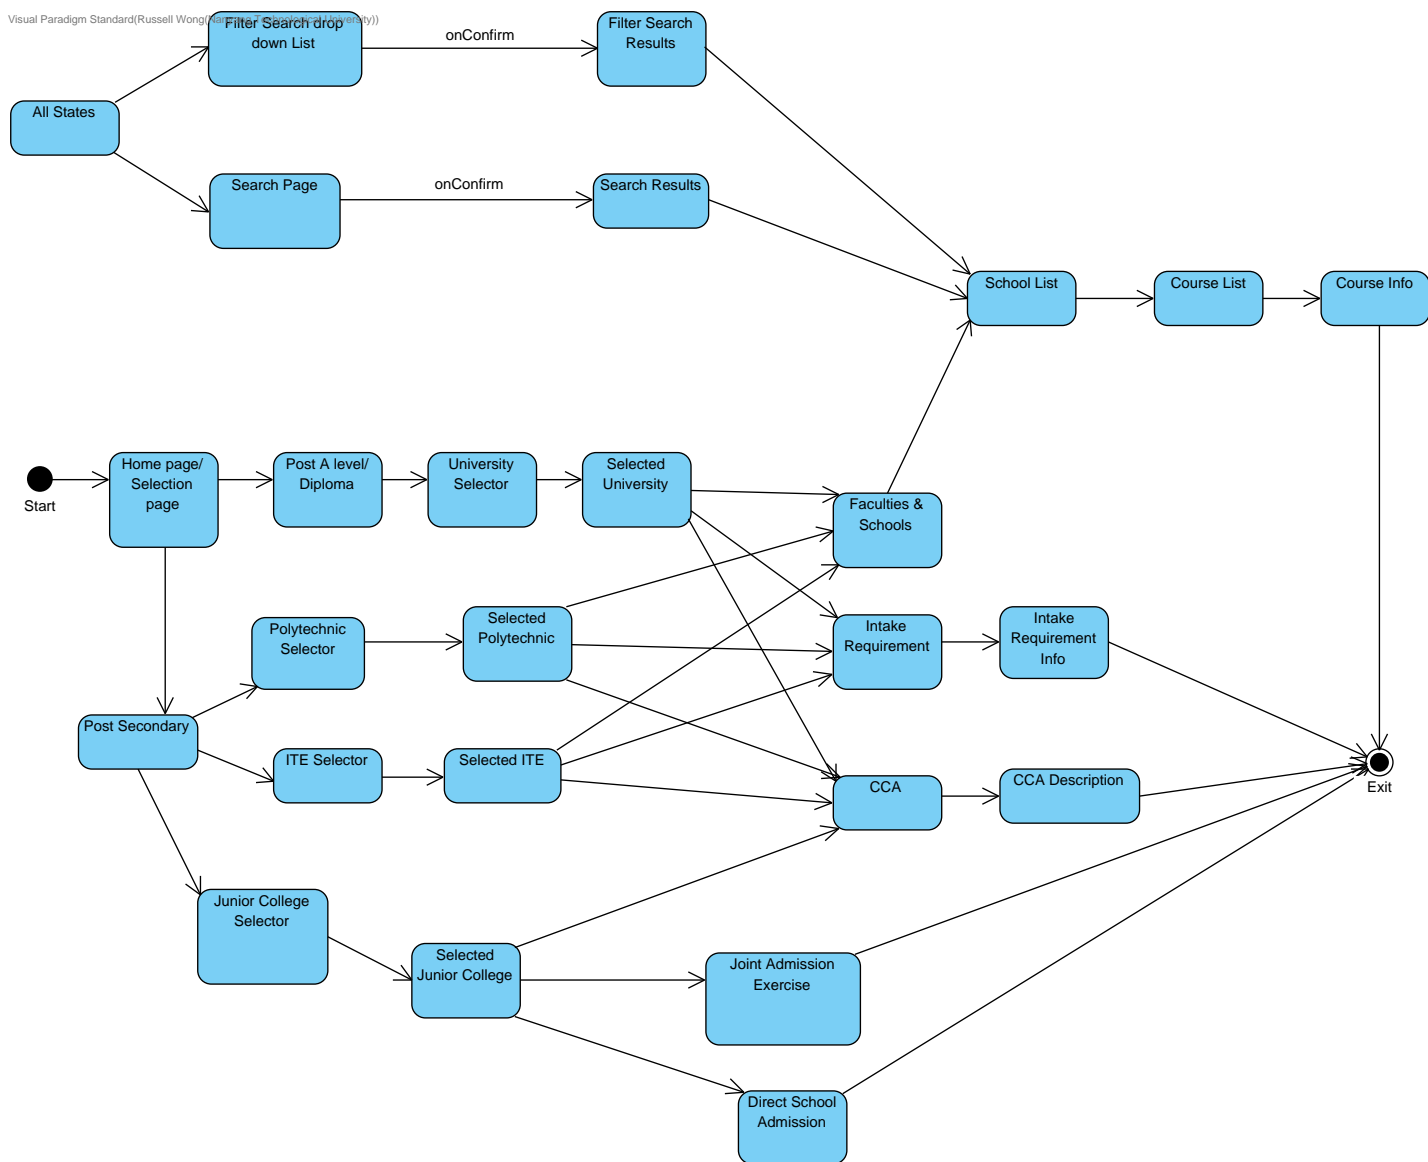 Visual Paradigm Standard(Russell Wong(Nanyang Technological University))
Filter Search drop
down List
onConfirm
Filter Search
Results
All States
Search Page
onConfirm
Search Results
School List
Course List
Course Info
Start
Home page/
Selection
page
Post A level/
Diploma
University
Selector
Selected
University
Faculties &
Schools
Polytechnic
Selector
Selected
Polytechnic
Intake
Requirement
Intake
Requirement
Info
Post Secondary
ITE Selector
Selected ITE
CCA
CCA Description
Exit
Junior College
Selector
Selected
Junior College
Joint Admission
Exercise
Direct School
Admission